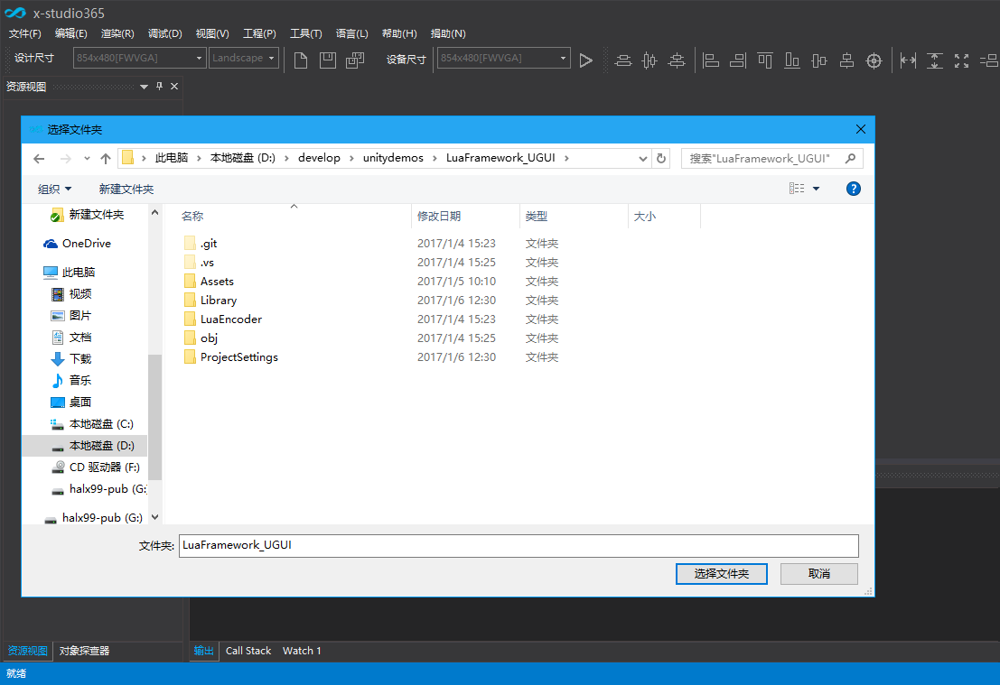 x-studio365
文件(F) 编辑(E) 渲染(R) 调试(D) 视图(V) 工程(P) 工具(T) 语言(L) 帮助(H) 捐助(N)
设计尺寸 854x480[FWVGA] Landscape 设备尺寸 854x480[FWVGA]
资源视图
选择文件夹
此电脑 › 本地磁盘 (D:) › develop › unitydemos › LuaFramework_UGUI ›
搜索"LuaFramework_UGUI"
组织 新建文件夹
新建文件夹
OneDrive
此电脑
视频
图片
文档
下载
音乐
桌面
本地磁盘 (C:)
本地磁盘 (D:)
CD 驱动器 (F:)
halx99-pub (G:
halx99-pub (G:)
名称 修改日期 类型 大小
.git 2017/1/4 15:23 文件夹
.vs 2017/1/4 15:25 文件夹
Assets 2017/1/5 10:10 文件夹
Library 2017/1/6 12:30 文件夹
LuaEncoder 2017/1/4 15:23 文件夹
obj 2017/1/4 15:25 文件夹
ProjectSettings 2017/1/6 12:30 文件夹
文件夹: LuaFramework_UGUI
选择文件夹 取消
资源视图 对象探查器 输出 Call Stack Watch 1
就绪